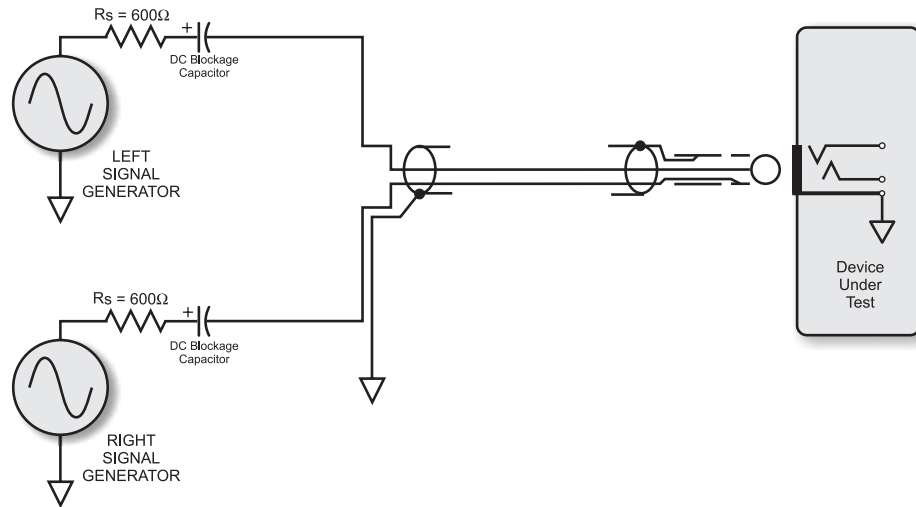 Rs = 600Ω
+
DC Blockage
Capacitor
LEFT
SIGNAL
GENERATOR
Rs = 600Ω
+
DC Blockage
Capacitor
RIGHT
SIGNAL
GENERATOR
Device
Under
Test